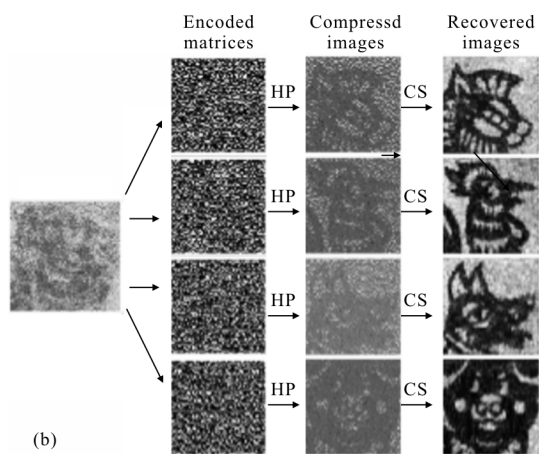 Encoded Compressd Recovered
matrices images images
HP CS
HP CS
HP CS
HP CS
(b)